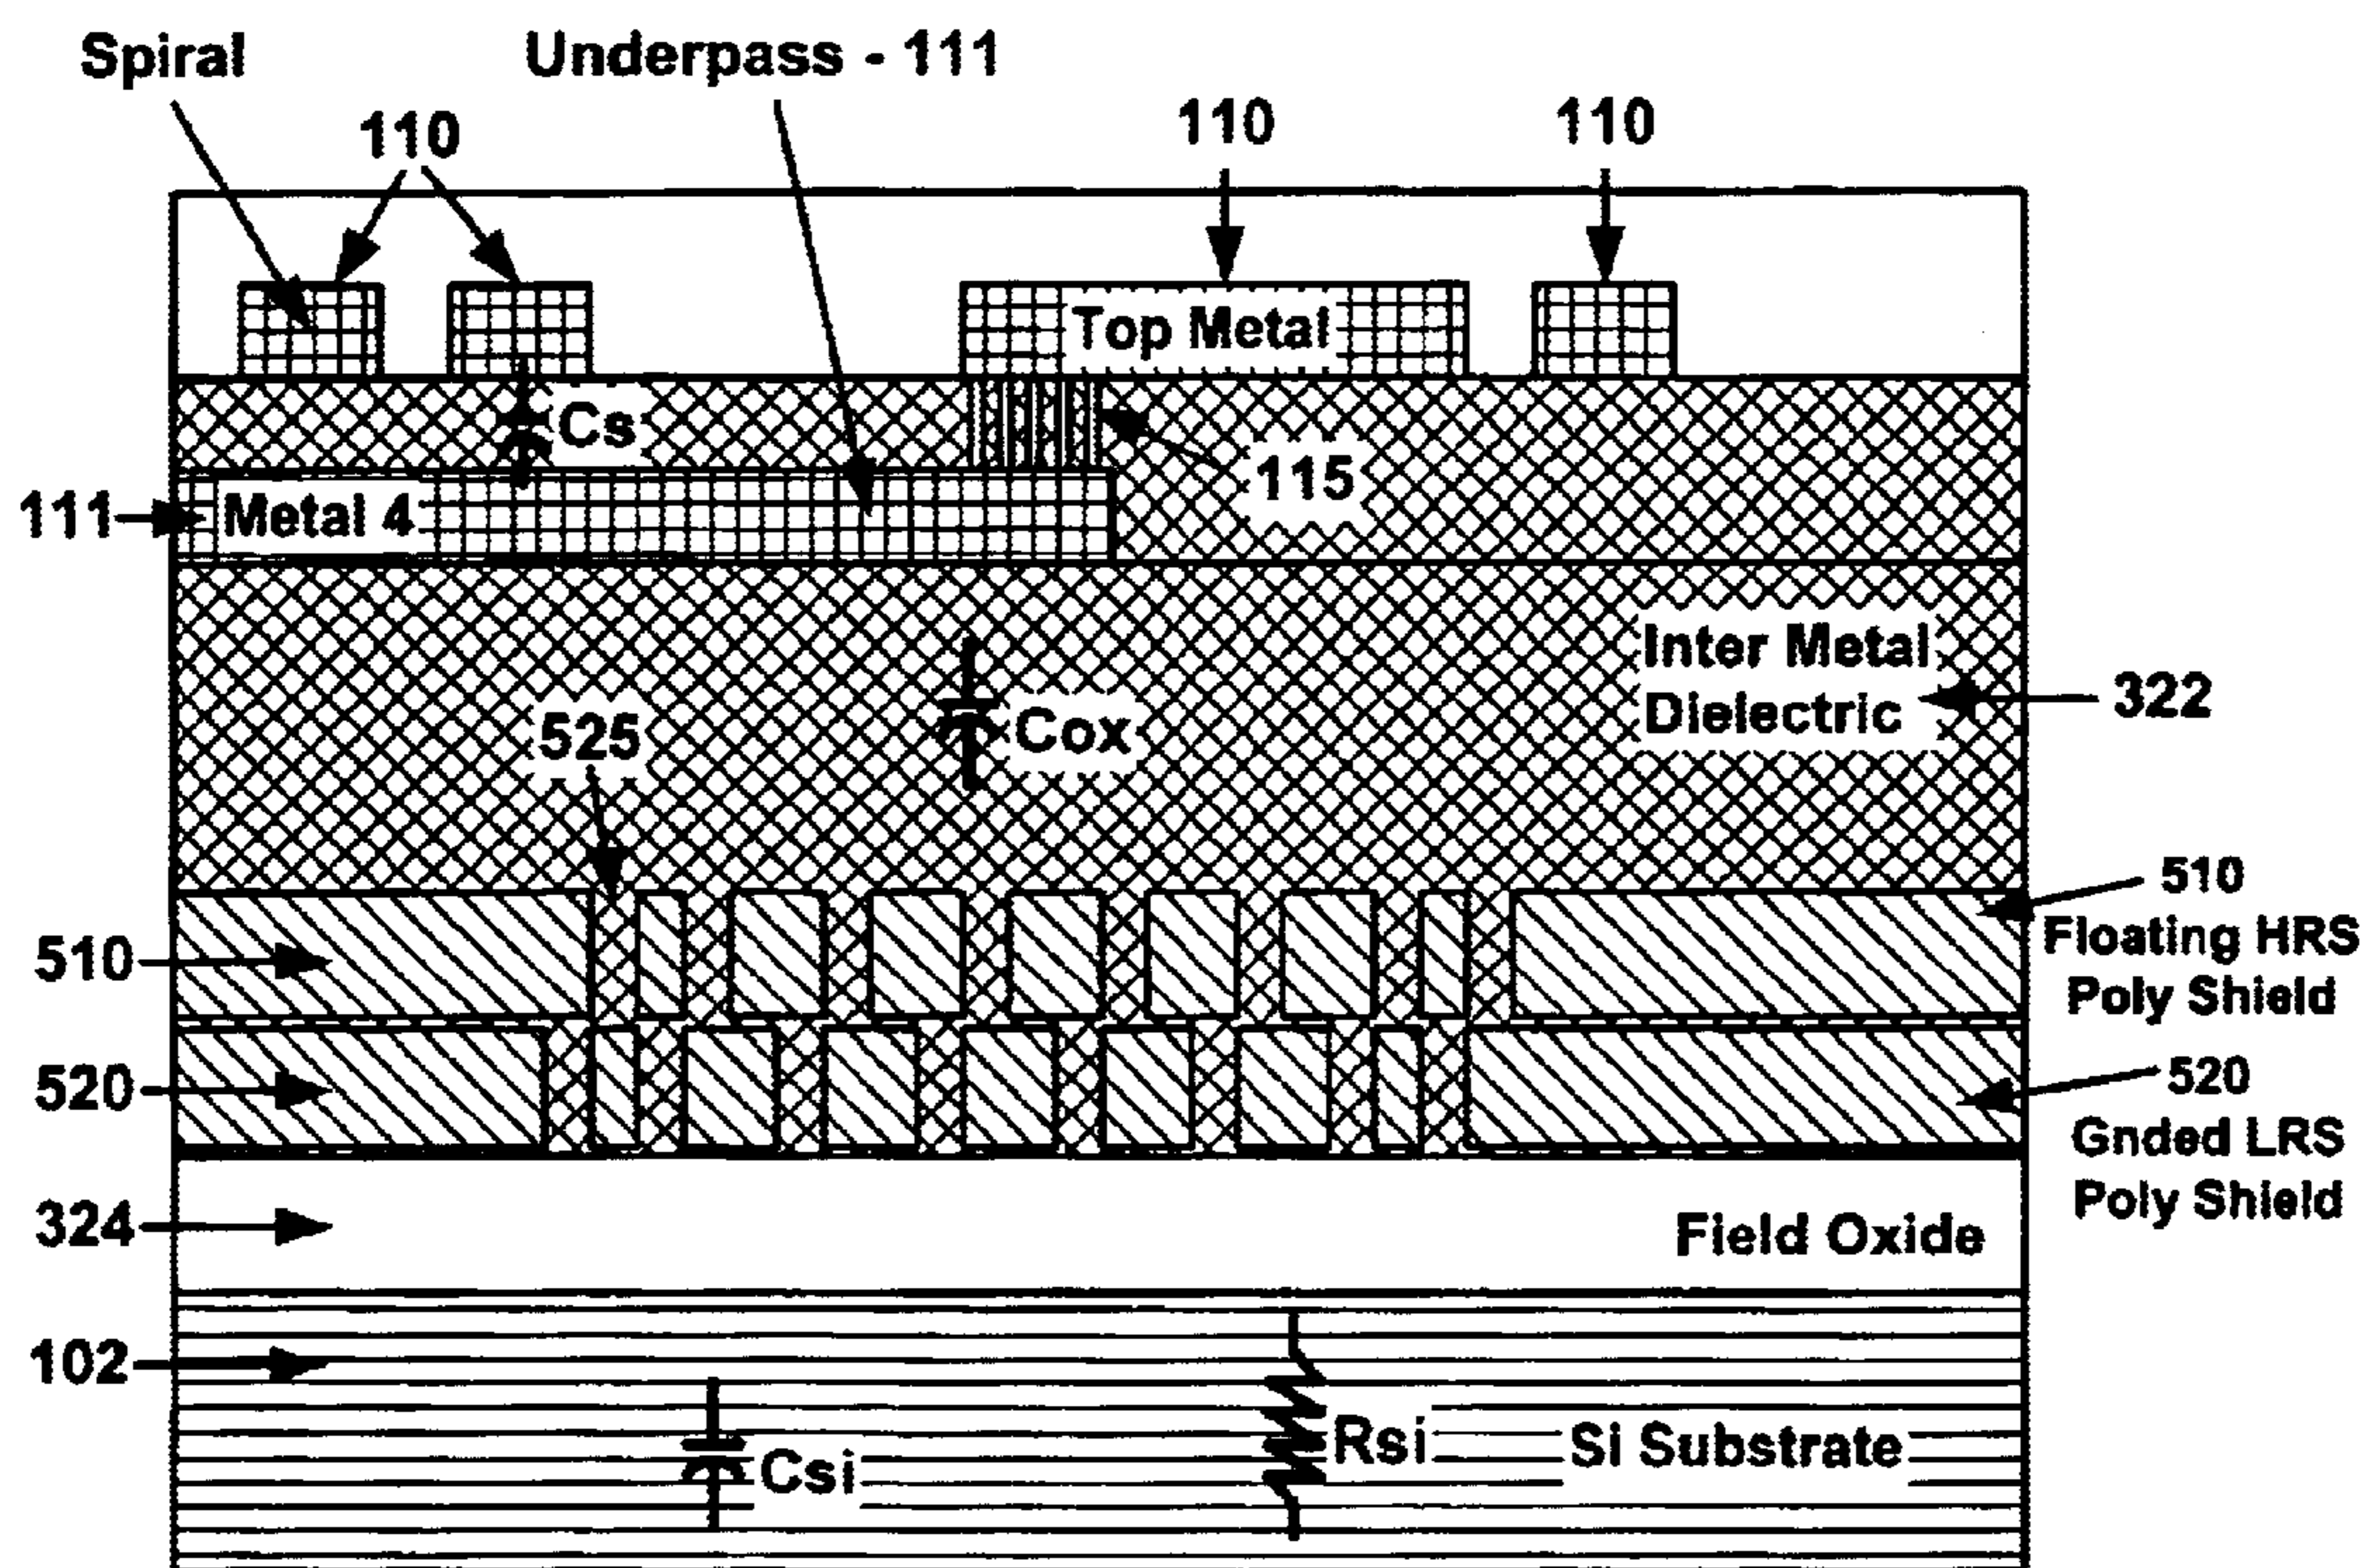 Spiral
Underpass - 111
110
110
110
Top Metal
Cs
115
111
Metal 4
Inter Metal
Dielectric
322
525
Cox
510
Floating HRS
Poly Shield
510
520
520
Gnded LRS
Poly Shield
324
Field Oxide
102
Csi
Rsi
Si Substrate